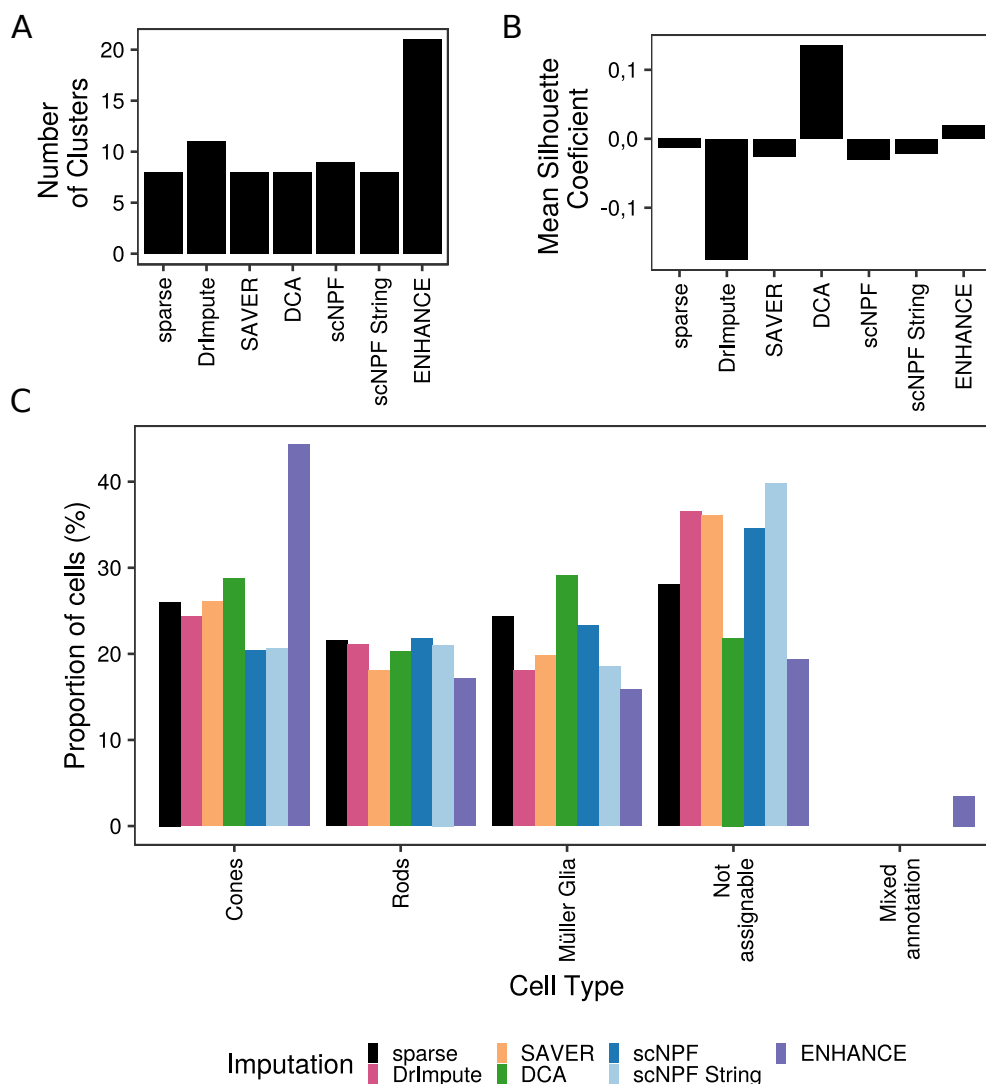 A
Number
of Clusters
20
15
10
5
0
sparse
DrImpute
SAVER
DCA
scNPF
scNPF String
ENHANCE
B
Mean Silhouette
Coeficient
0,1
0,0
-0,1
sparse
DrImpute
SAVER
DCA
scNPF
scNPF String
ENHANCE
C
Proportion of cells (%)
40
30
20
10
0
Cones
Rods
Müller Glia
Not
assignable
Mixed
annotation
Cell Type
Imputation
sparse
DrImpute
SAVER
DCA
scNPF
scNPF String
ENHANCE